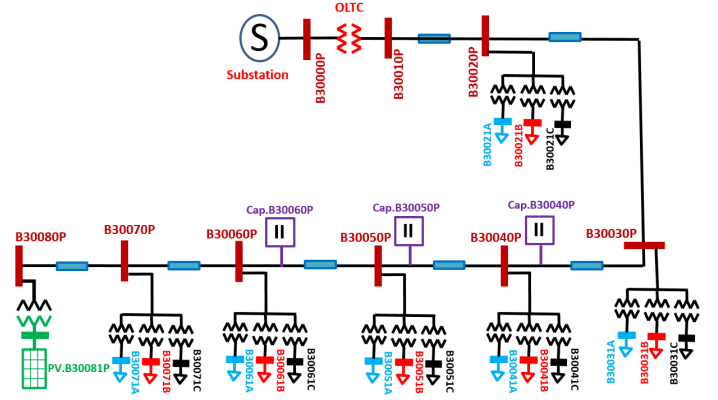 OLTC
S
Substation
B30000P
B30010P
B30020P
B30021A
B30021B
B30021C
Cap.B30060P
Cap.B30050P
Cap.B30040P
B30080P
B30070P
B30060P
B30050P
B30040P
B30030P
PV.B30081P
B30071A
B30071B
B30071C
B30061A
B30061B
B30061C
B30051A
B30051B
B30051C
B30041A
B30041B
B30041C
B30031A
B30031B
B30031C